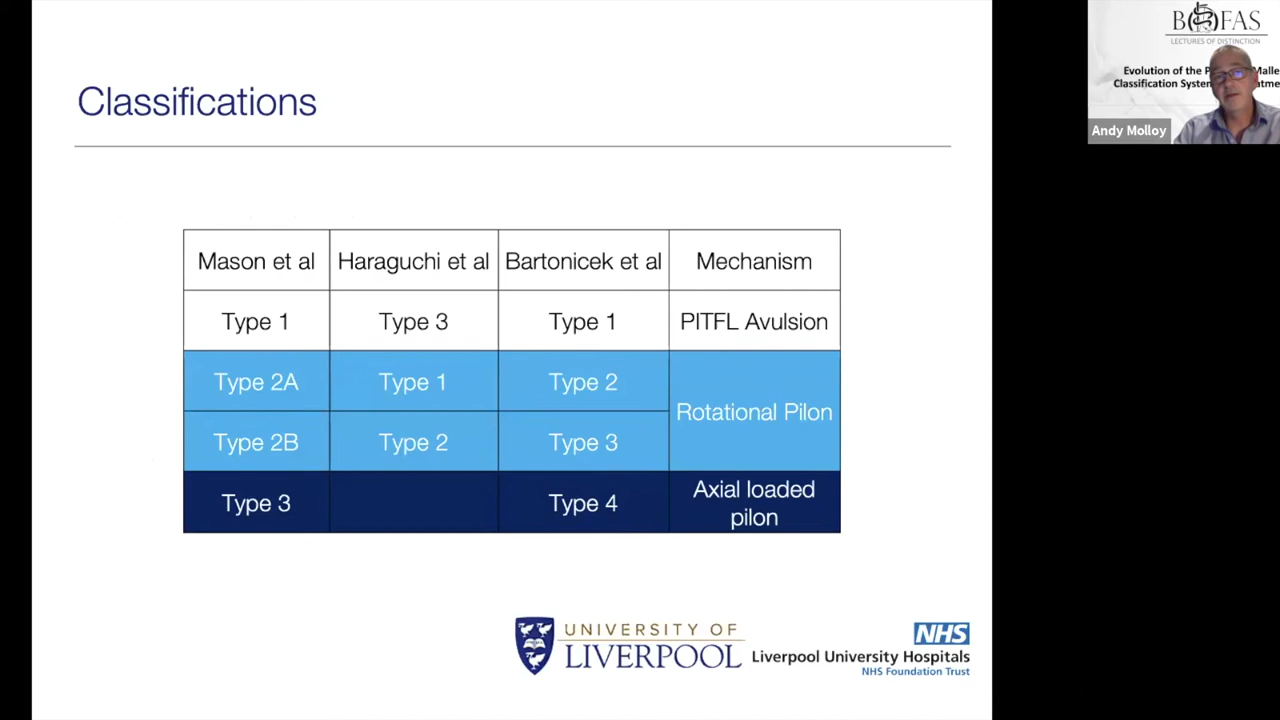 Classifications
Mason et al
Haraguchi et al
Bartonicek et al
Mechanism
Type 1
Type 3
Type 1
PITFL Avulsion
Type 2A
Type 1
Type 2
Rotational Pilon
Type 2B
Type 2
Type 3
Type 3
Type 4
Axial loaded
pilon
UNIVERSITY OF
LIVERPOOL
NHS
Liverpool University Hospitals
NHS Foundation Trust
BOFAS
LECTURES OF DISTINCTION
Evolution of the
Classification
Andy Molloy